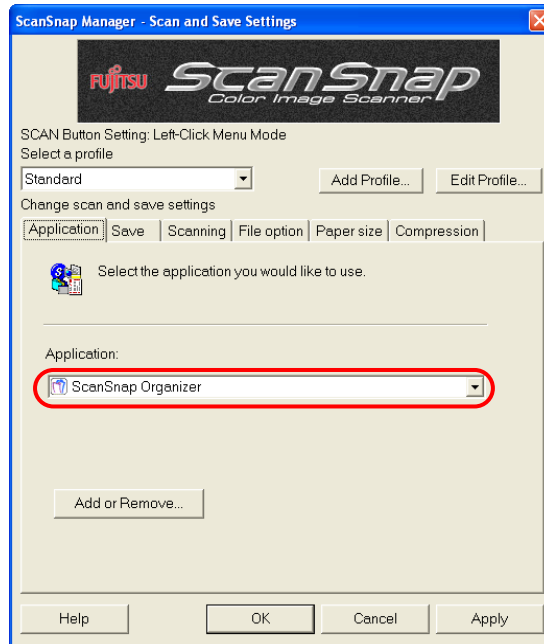 ScanSnap Manager - Scan and Save Settings
FUJITSU ScanSnap
Color Image Scanner
SCAN Button Setting: Left-Click Menu Mode
Select a profile
Standard Add Profile... Edit Profile...
Change scan and save settings
Application Save Scanning File option Paper size Compression
Select the application you would like to use.
Application:
ScanSnap Organizer
Add or Remove...
Help OK Cancel Apply